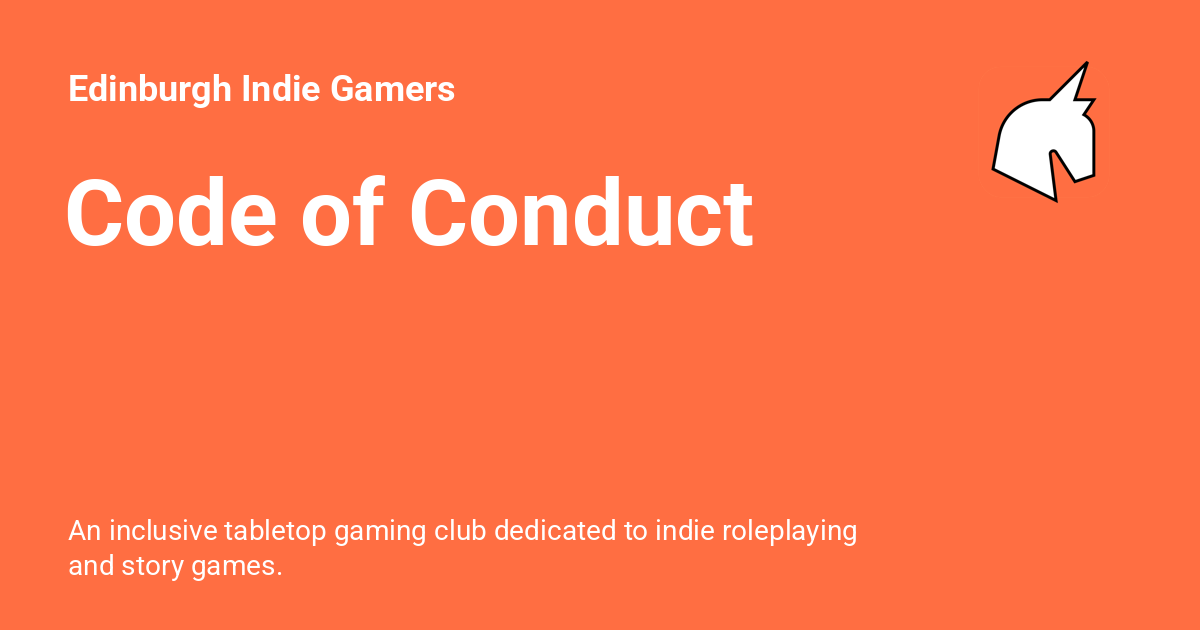 Edinburgh Indie Gamers
Code of Conduct
An inclusive tabletop gaming club dedicated to indie roleplaying
and story games.